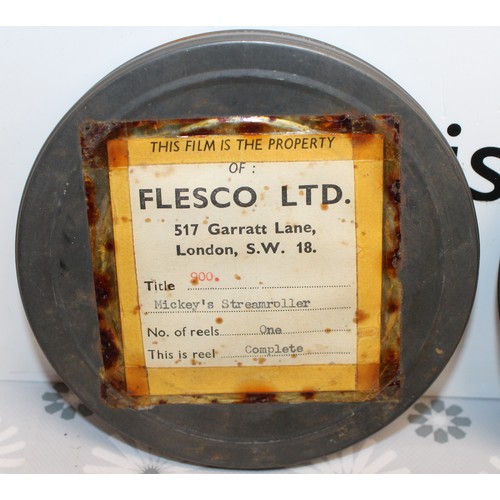 THIS FILM IS THE PROPERTY
OF :
FLESCO LTD.
517 Garratt Lane,
London, S.W. 18.
Title 900.
Mickey's Streamroller
No. of reels One
This is reel Complete
is